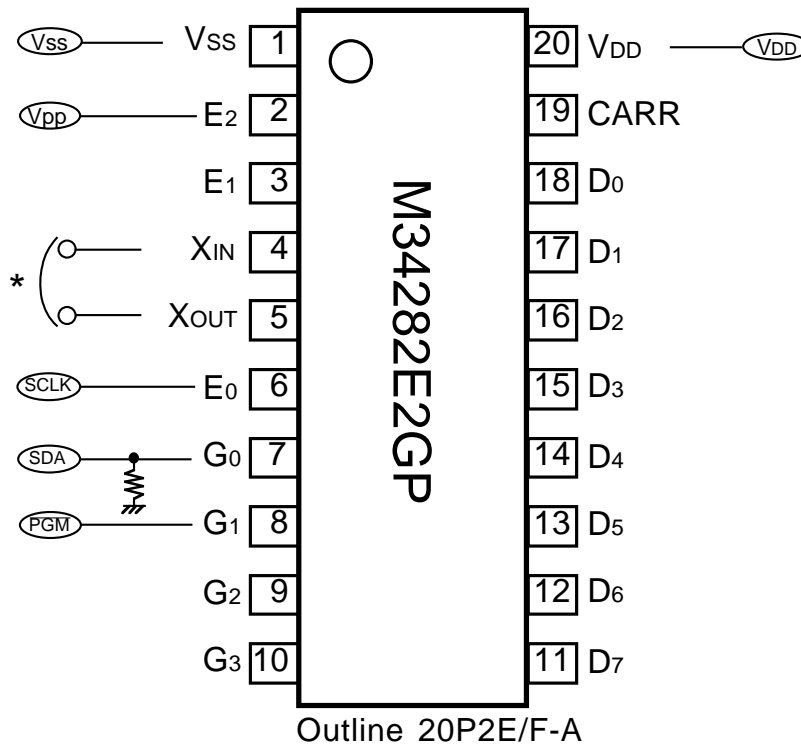 Vss VSS 1 20 VDD VDD
Vpp E2 2 19 CARR
E1 3 18 D0
XIN 4 17 D1
*
XOUT 5 16 D2
SCLK E0 6 15 D3
SDA G0 7 14 D4
PGM G1 8 13 D5
G2 9 12 D6
G3 10 11 D7
M34282E2GP
Outline 20P2E/F-A